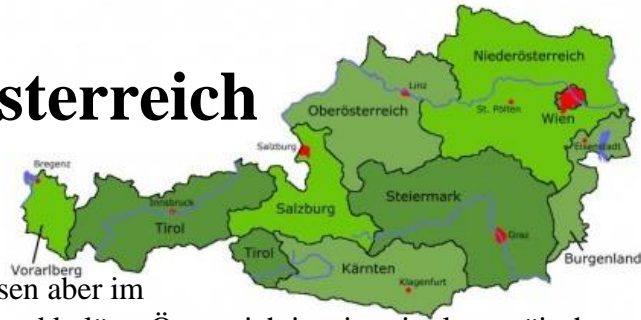 sterreich
Niederösterreich
Linz
Oberösterreich
St. Pölten
Wien
Eisenstadt
Salzburg
Bregenz
Innsbruck
Tirol
Salzburg
Steiermark
Graz
Vorarlberg
Tirol
Kärnten
Klagenfurt
Burgenland
sen aber im